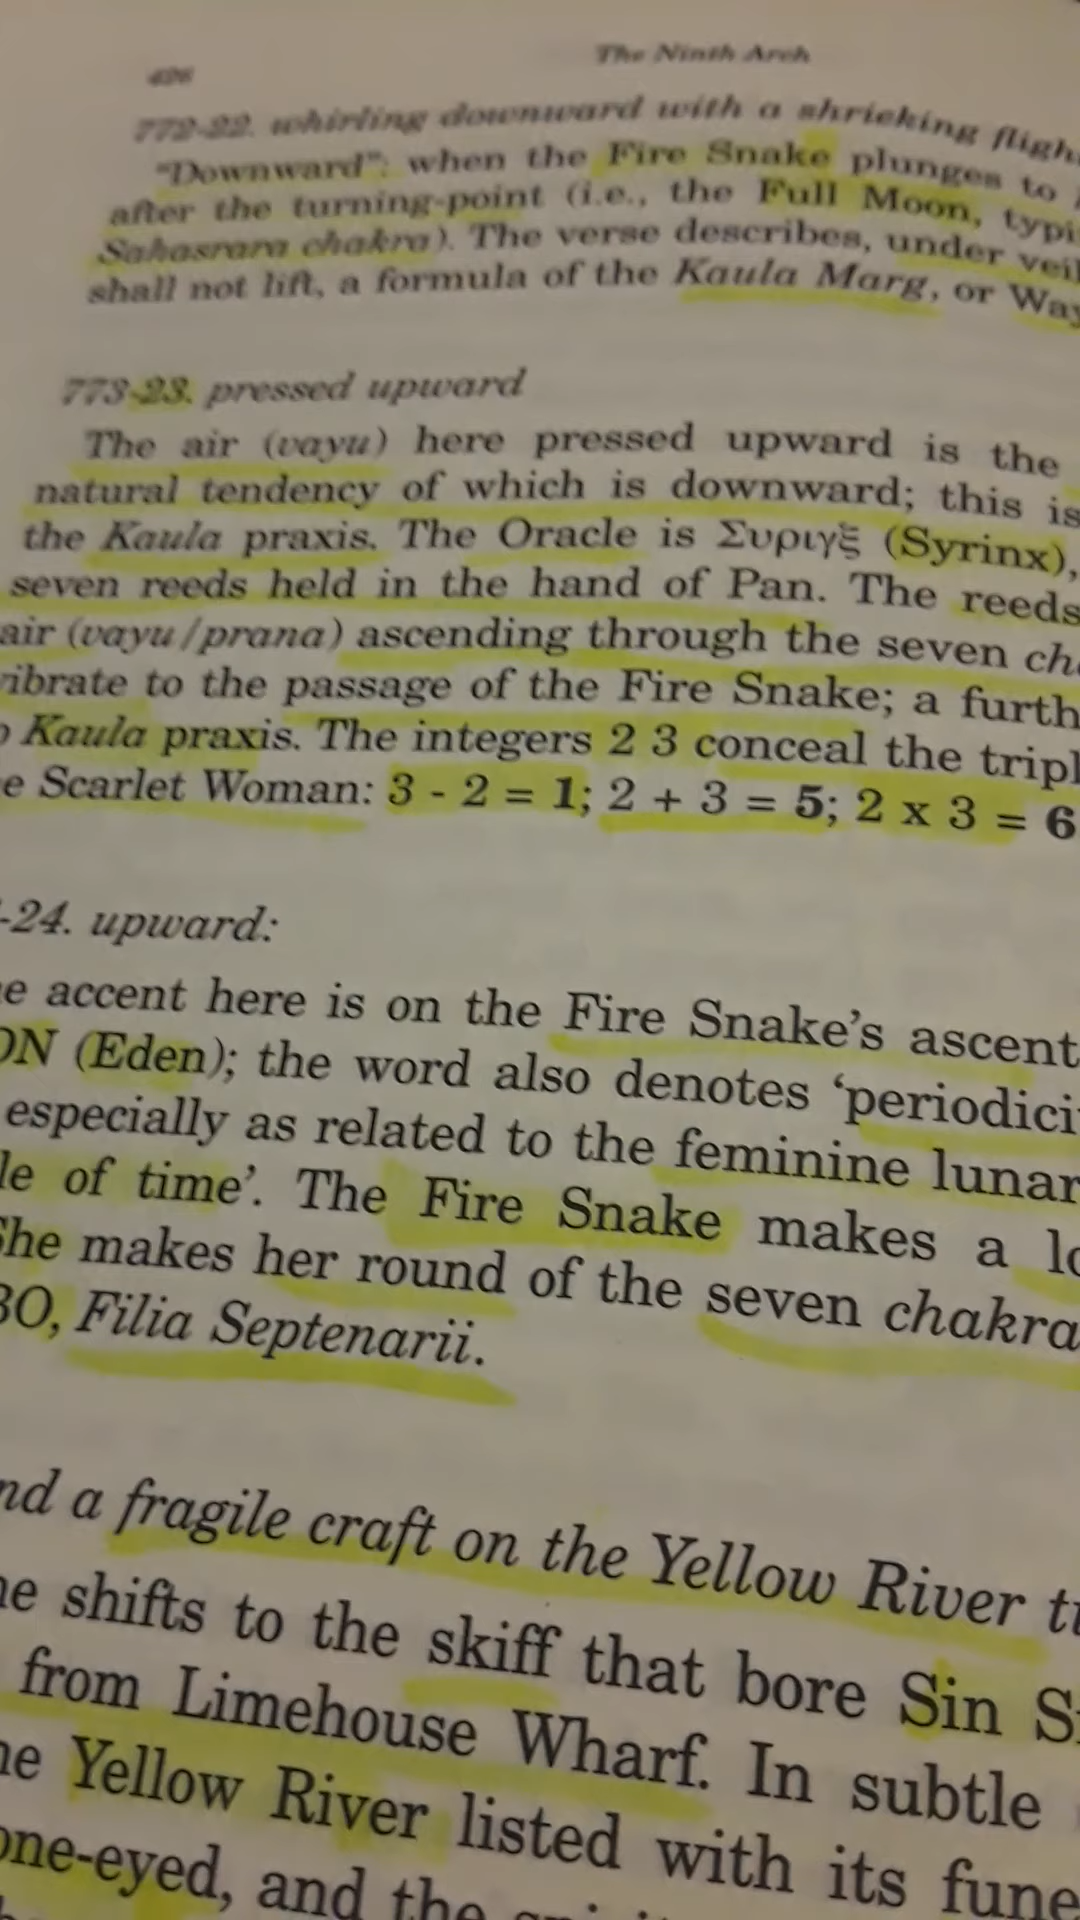 The Ninth Arch
426
772-22. whirling downward with a shrieking fligh
"Downward": when the Fire Snake plunges to
after the turning-point (i.e., the Full Moon, typi
Sahasrara chakra). The verse describes, under veil
shall not lift, a formula of the Kaula Marg, or Way
773-23. pressed upward
The air (vayu) here pressed upward is the
natural tendency of which is downward; this is
the Kaula praxis. The Oracle is Συριγξ (Syrinx),
seven reeds held in the hand of Pan. The reeds
air (vayu/prana) ascending through the seven cha
vibrate to the passage of the Fire Snake; a furth
o Kaula praxis. The integers 2 3 conceal the tripl
e Scarlet Woman: 3 - 2 = 1; 2 + 3 = 5; 2 x 3 = 6
-24. upward:
e accent here is on the Fire Snake's ascent
ON (Eden); the word also denotes 'periodici
especially as related to the feminine lunar
le of time'. The Fire Snake makes a lo
She makes her round of the seven chakra
BO, Filia Septenarii.
nd a fragile craft on the Yellow River ti
ne shifts to the skiff that bore Sin S
from Limehouse Wharf. In subtle
he Yellow River listed with its fune
one-eyed, and the